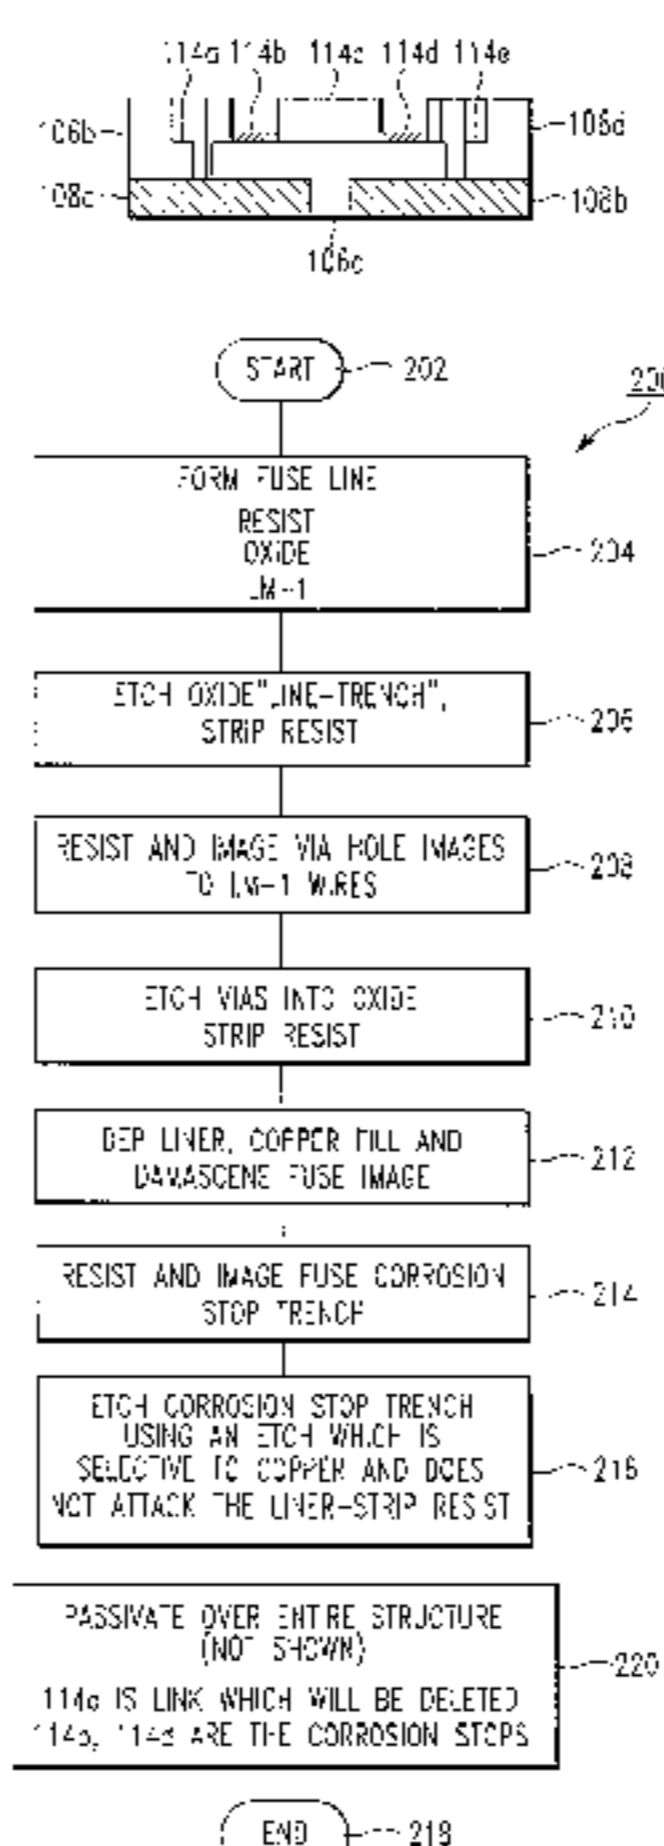 114a 114b 114c 114d 114e
106b 106d
108a 108b
106c
START 202
FORM FUSE LINE
RESIST
OXIDE 204
LM-1
ETCH OXIDE"LINE-TRENCH",
STRIP RESIST 206
RESIST AND IMAGE VIA HOLE IMAGES
TO LM-1 WIRES 208
ETCH VIAS INTO OXIDE
STRIP RESIST 210
DEP LINER, COPPER FILL AND
DAMASCENE FUSE IMAGE 212
RESIST AND IMAGE FUSE CORROSION
STOP TRENCH 214
ETCH CORROSION STOP TRENCH
USING AN ETCH WHICH IS
SELECTIVE TO COPPER AND DOES 216
NOT ATTACK THE LINER-STRIP RESIST
PASSIVATE OVER ENTIRE STRUCTURE
(NOT SHOWN)
220
114c IS LINK WHICH WILL BE DELETED
114b, 114d ARE THE CORROSION STOPS
END 218